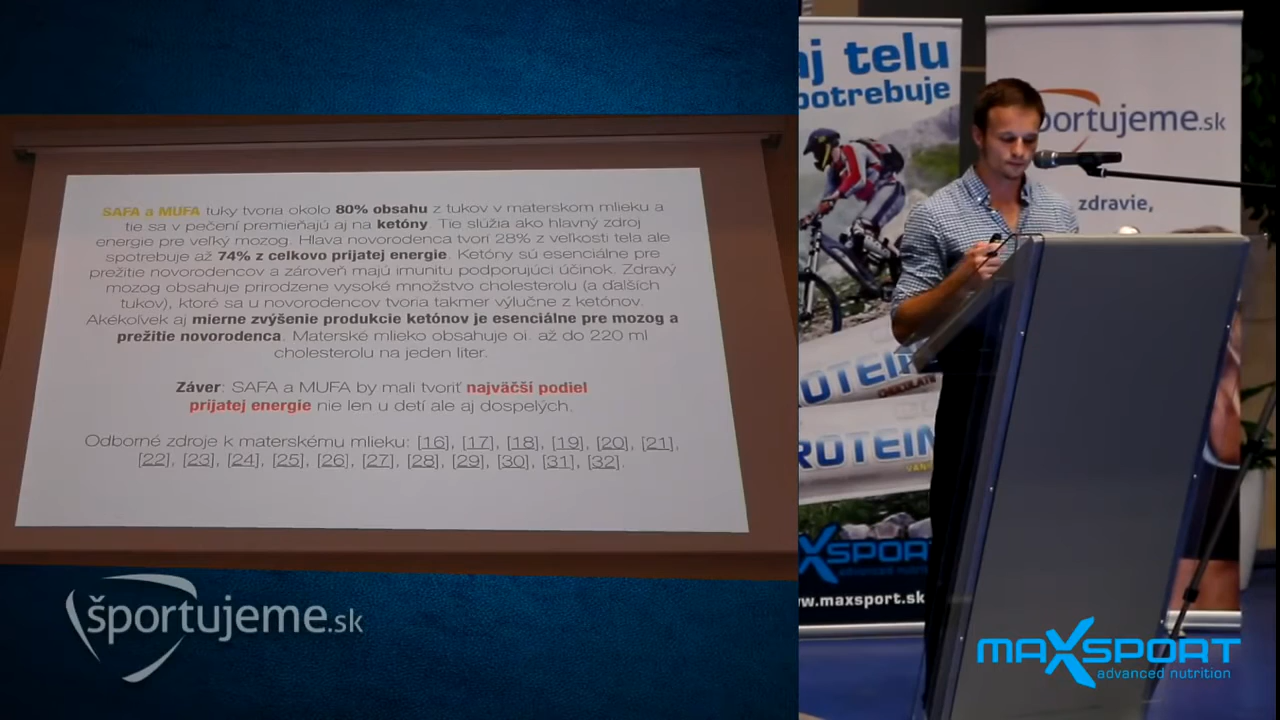 SAFA a MUFA tuky tvoria okolo 80% obsahu z tukov v materskom mlieku a
tie sa v pečení premieňajú aj na ketóny. Tie slúžia ako hlavný zdroj
energie pre veľký mozog. Hlava novorodenca tvorí 28% z veľkosti tela ale
spotrebuje až 74% z celkovo prijatej energie. Ketóny sú esenciálne pre
prežitie novorodencov a zároveň majú imunitu podporujúci účinok. Zdravý
mozog obsahuje prirodzene vysoké množstvo cholesterolu (a ďalších
tukov), ktoré sa u novorodencov tvoria takmer výlučne z ketónov.
Akékoľvek aj mierne zvýšenie produkcie ketónov je esenciálne pre mozog a
prežitie novorodenca. Materské mlieko obsahuje oi. až do 220 ml
cholesterolu na jeden liter.
Záver: SAFA a MUFA by mali tvoriť najväčší podiel
prijatej energie nie len u detí ale aj dospelých.
Odborné zdroje k materskému mlieku: [16], [17], [18], [19], [20], [21],
[22], [23], [24], [25], [26], [27], [28], [29], [30], [31], [32].
športujeme.sk
aj telu
potrebuje
portujeme.sk
zdravie,
ROTEIN
CHOCOLATE
ROTEIN
XSPORT
advanced nutri
ww.maxsport.sk
MAXSPORT
advanced nutrition